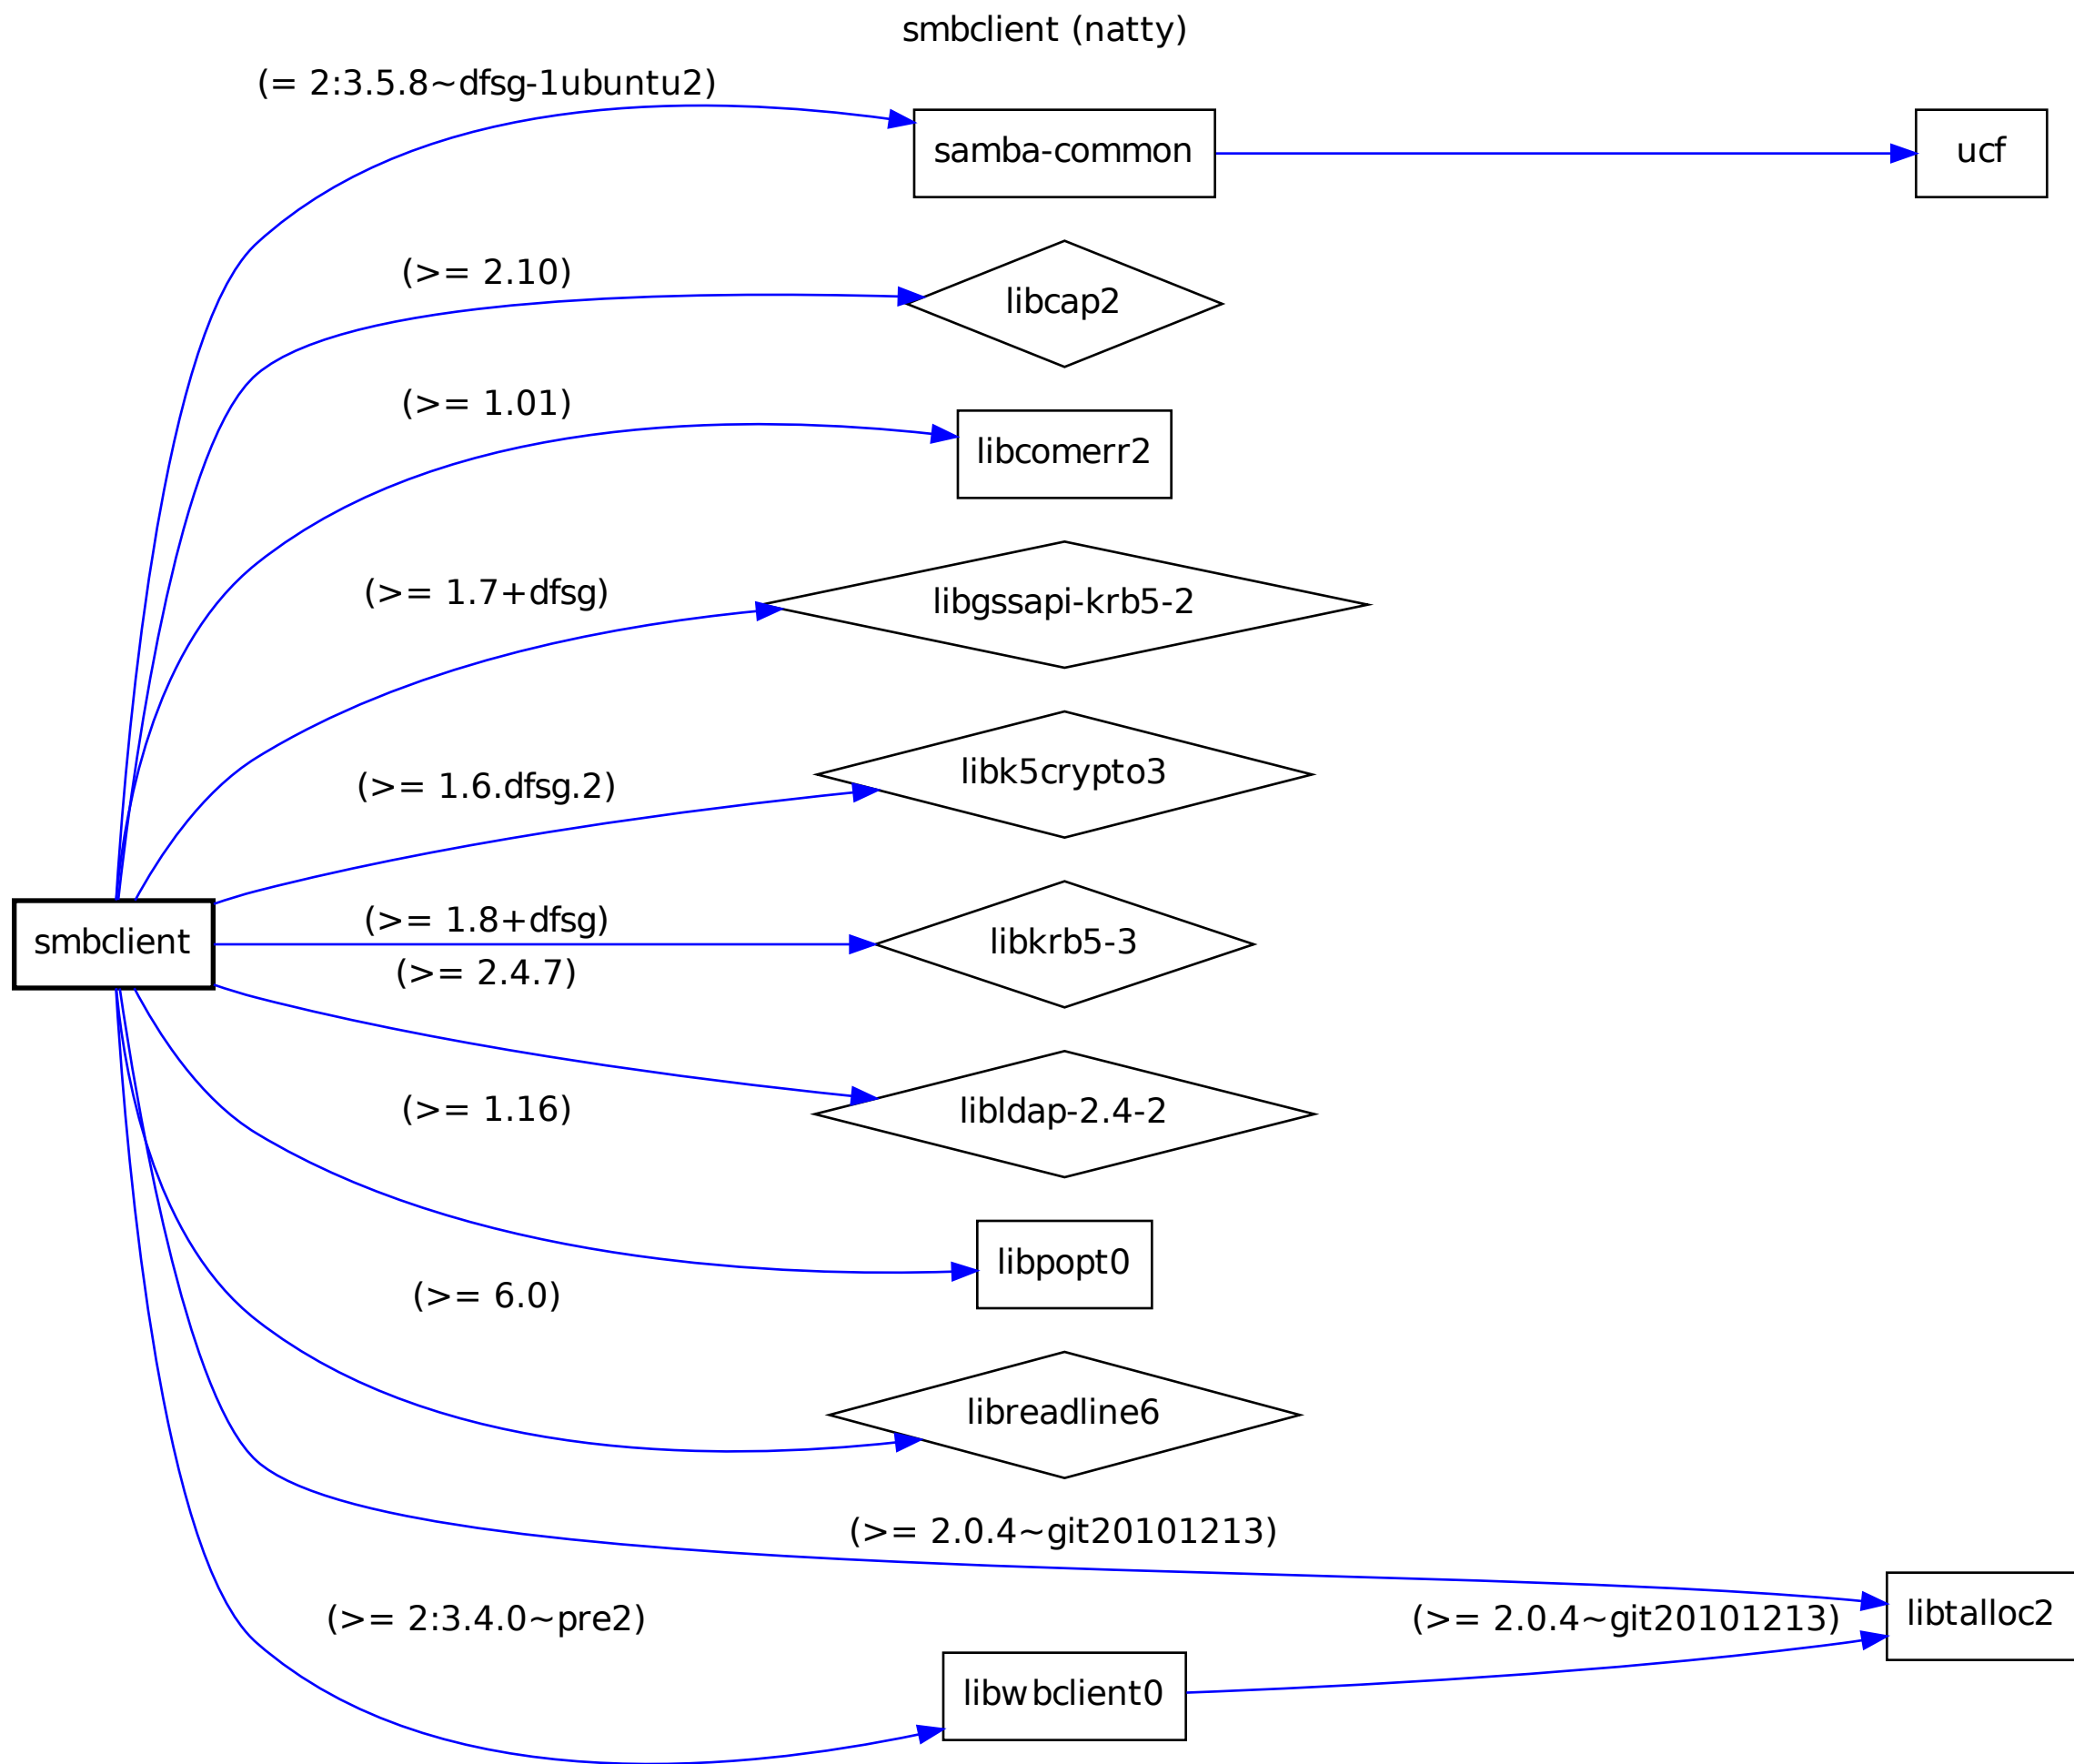 smbclient (natty)
(= 2:3.5.8~dfsg-1ubuntu2)
samba-common
ucf
(>= 2.10)
libcap2
(>= 1.01)
libcomerr2
(>= 1.7+dfsg)
libgssapi-krb5-2
(>= 1.6.dfsg.2)
libk5crypto3
smbclient
(>= 1.8+dfsg)
libkrb5-3
(>= 2.4.7)
libldap-2.4-2
(>= 1.16)
libpopt0
(>= 6.0)
libreadline6
(>= 2.0.4~git20101213)
libtalloc2
(>= 2:3.4.0~pre2)
(>= 2.0.4~git20101213)
libwbclient0